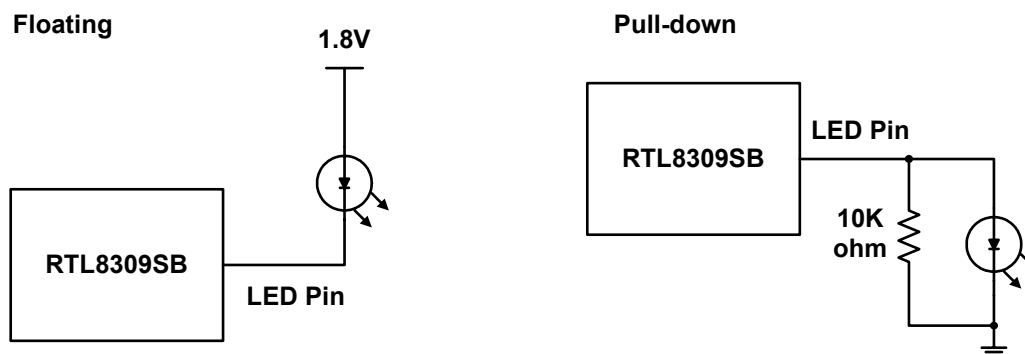 Floating
1.8V
RTL8309SB
LED Pin
Pull-down
RTL8309SB
LED Pin
10K
ohm